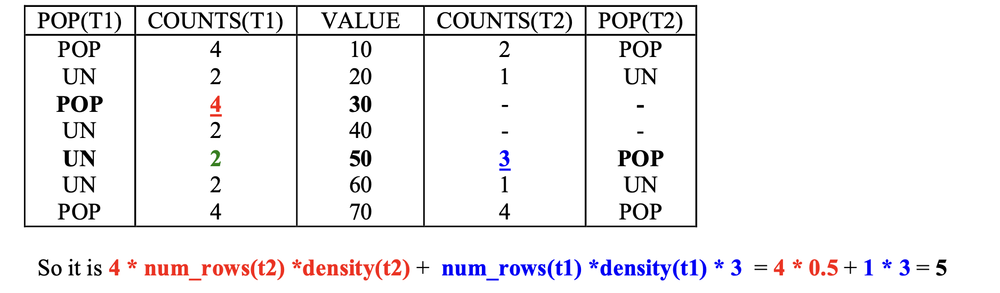 POP(T1) COUNTS(T1) VALUE COUNTS(T2) POP(T2)
POP 4 10 2 POP
UN 2 20 1 UN
POP 4 30 - -
UN 2 40 - -
UN 2 50 3 POP
UN 2 60 1 UN
POP 4 70 4 POP
So it is 4 * num_rows(t2) *density(t2) + num_rows(t1) *density(t1) * 3 = 4 * 0.5 + 1 * 3 = 5